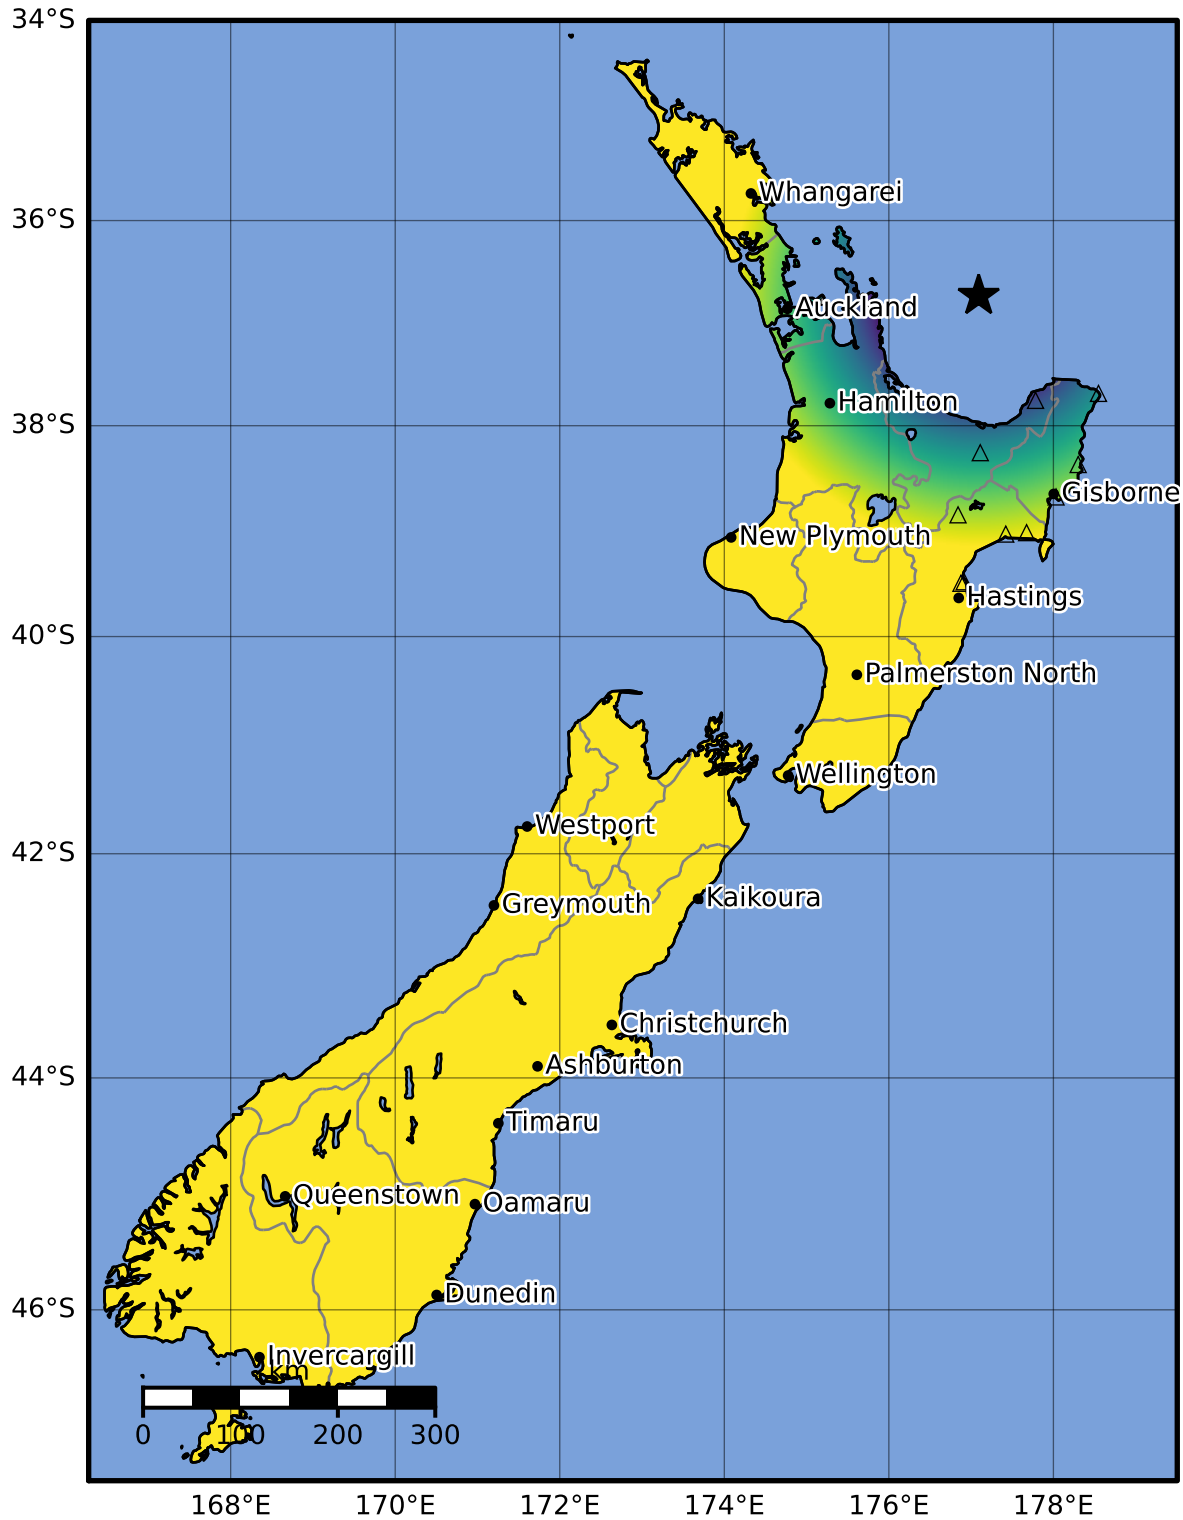 34°S
Whangarei
36°S
Auckland
Hamilton
38°S
Gisborne
New Plymouth
Hastings
40°S
Palmerston North
Wellington
Westport
42°S
Kaikoura
Greymouth
Christchurch
Ashburton
44°S
Timaru
Queenstown
Oamaru
Dunedin
46°S
Invercargill
km
0 100 200 300
168°E 170°E 172°E 174°E 176°E 178°E